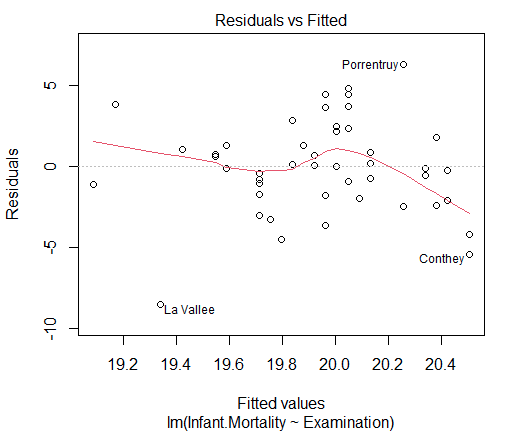 Residuals vs Fitted
Residuals
5
0
-5
-10
Porrentruy
Conthey
La Vallee
19.2 19.4 19.6 19.8 20.0 20.2 20.4
Fitted values
lm(Infant.Mortality ~ Examination)